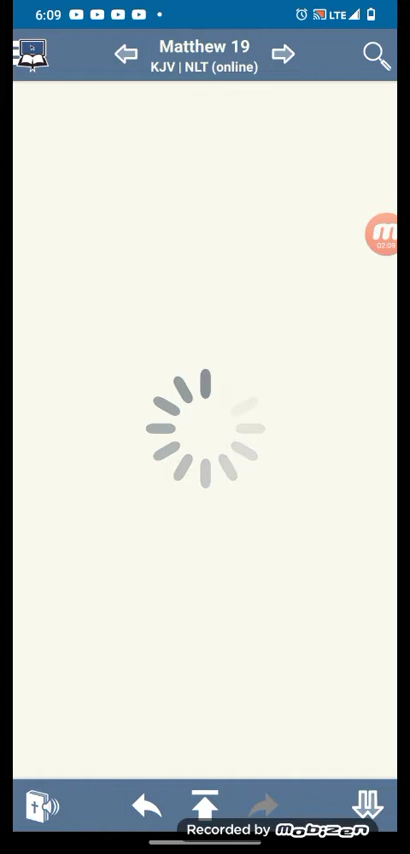 6:09
LTE
Matthew 19
KJV | NLT (online)
m
Recorded by mobizen